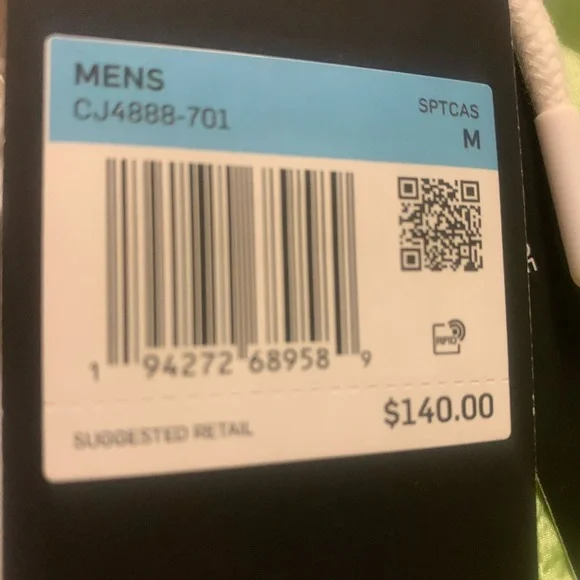 MENS
CJ4888-701
SPTCAS
M
1 94272 68958 9
RFID
SUGGESTED RETAIL
$140.00